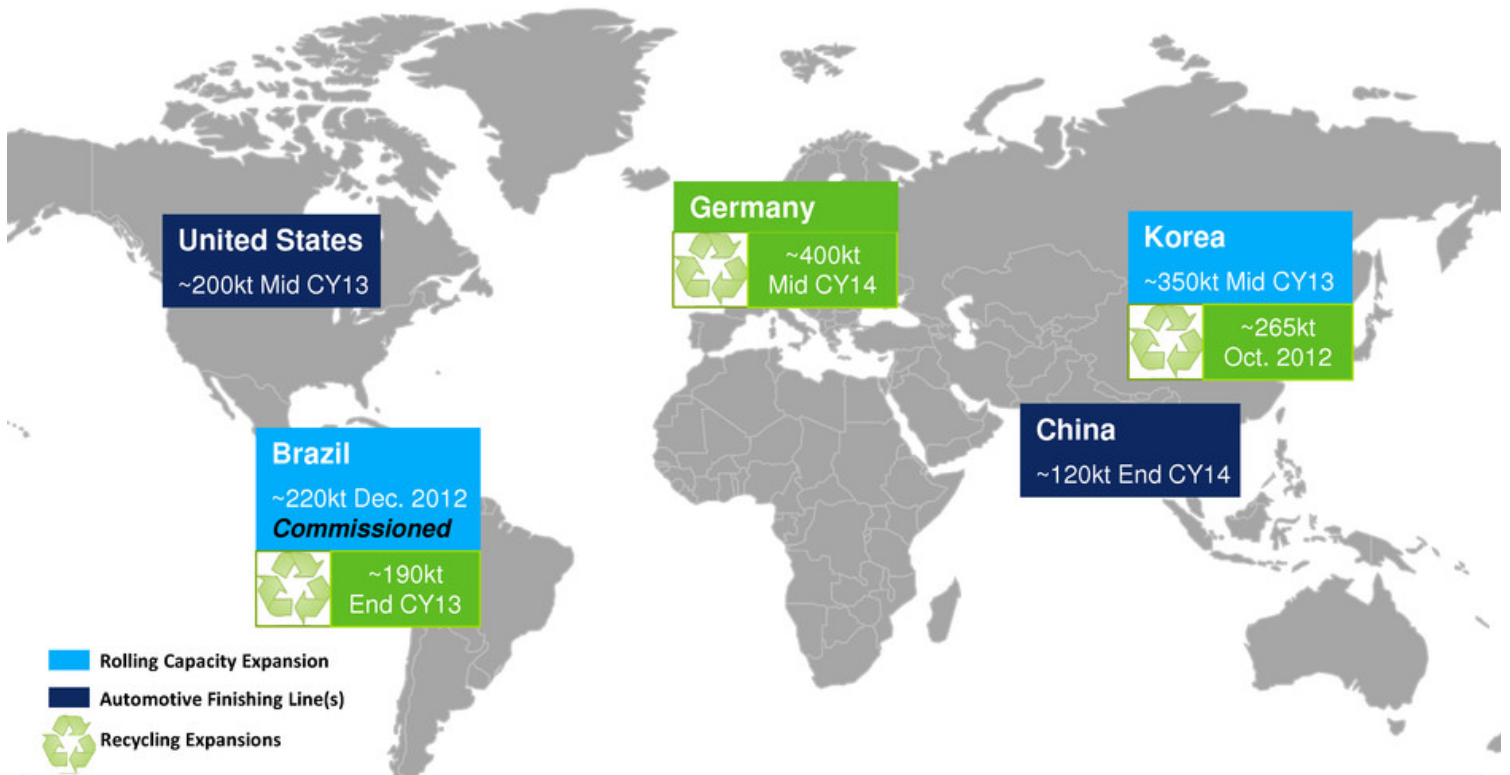 United States
~200kt Mid CY13
Germany
~400kt
Mid CY14
Korea
~350kt Mid CY13
~265kt
Oct. 2012
China
~120kt End CY14
Brazil
~220kt Dec. 2012
Commissioned
~190kt
End CY13
Rolling Capacity Expansion
Automotive Finishing Line(s)
Recycling Expansions